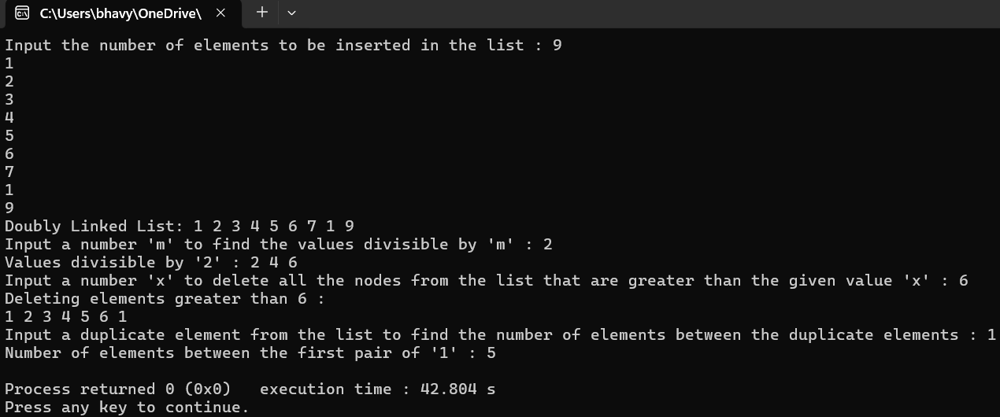 C:\Users\bhavy\OneDrive\
Input the number of elements to be inserted in the list : 9
1
2
3
4
5
6
7
1
9
Doubly Linked List: 1 2 3 4 5 6 7 1 9
Input a number 'm' to find the values divisible by 'm' : 2
Values divisible by '2' : 2 4 6
Input a number 'x' to delete all the nodes from the list that are greater than the given value 'x' : 6
Deleting elements greater than 6 :
1 2 3 4 5 6 1
Input a duplicate element from the list to find the number of elements between the duplicate elements : 1
Number of elements between the first pair of '1' : 5
Process returned 0 (0x0)   execution time : 42.804 s
Press any key to continue.